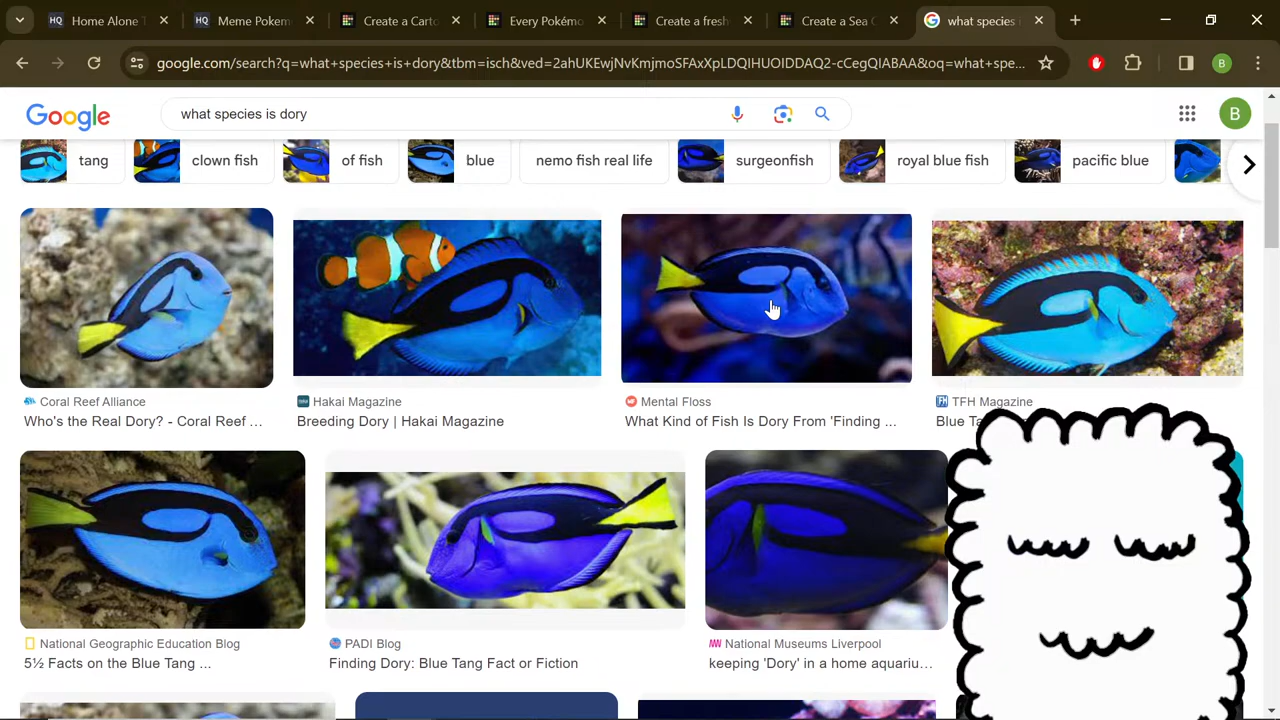 Home Alone T
Meme Pokem
Create a Carto
Every Pokémo
Create a fresh
Create a Sea C
what species i
google.com/search?q=what+species+is+dory&tbm=isch&ved=2ahUKEwjNvKmjmoSFAxXpLDQIHUOIDDAQ2-cCegQIABAA&oq=what+spe...
B
Google
what species is dory
B
tang
clown fish
of fish
blue
nemo fish real life
surgeonfish
royal blue fish
pacific blue
Coral Reef Alliance
Hakai Magazine
Mental Floss
TFH Magazine
Who's the Real Dory? - Coral Reef ...
Breeding Dory | Hakai Magazine
What Kind of Fish Is Dory From 'Finding ...
Blue Ta
National Geographic Education Blog
PADI Blog
National Museums Liverpool
5½ Facts on the Blue Tang ...
Finding Dory: Blue Tang Fact or Fiction
keeping 'Dory' in a home aquariu...